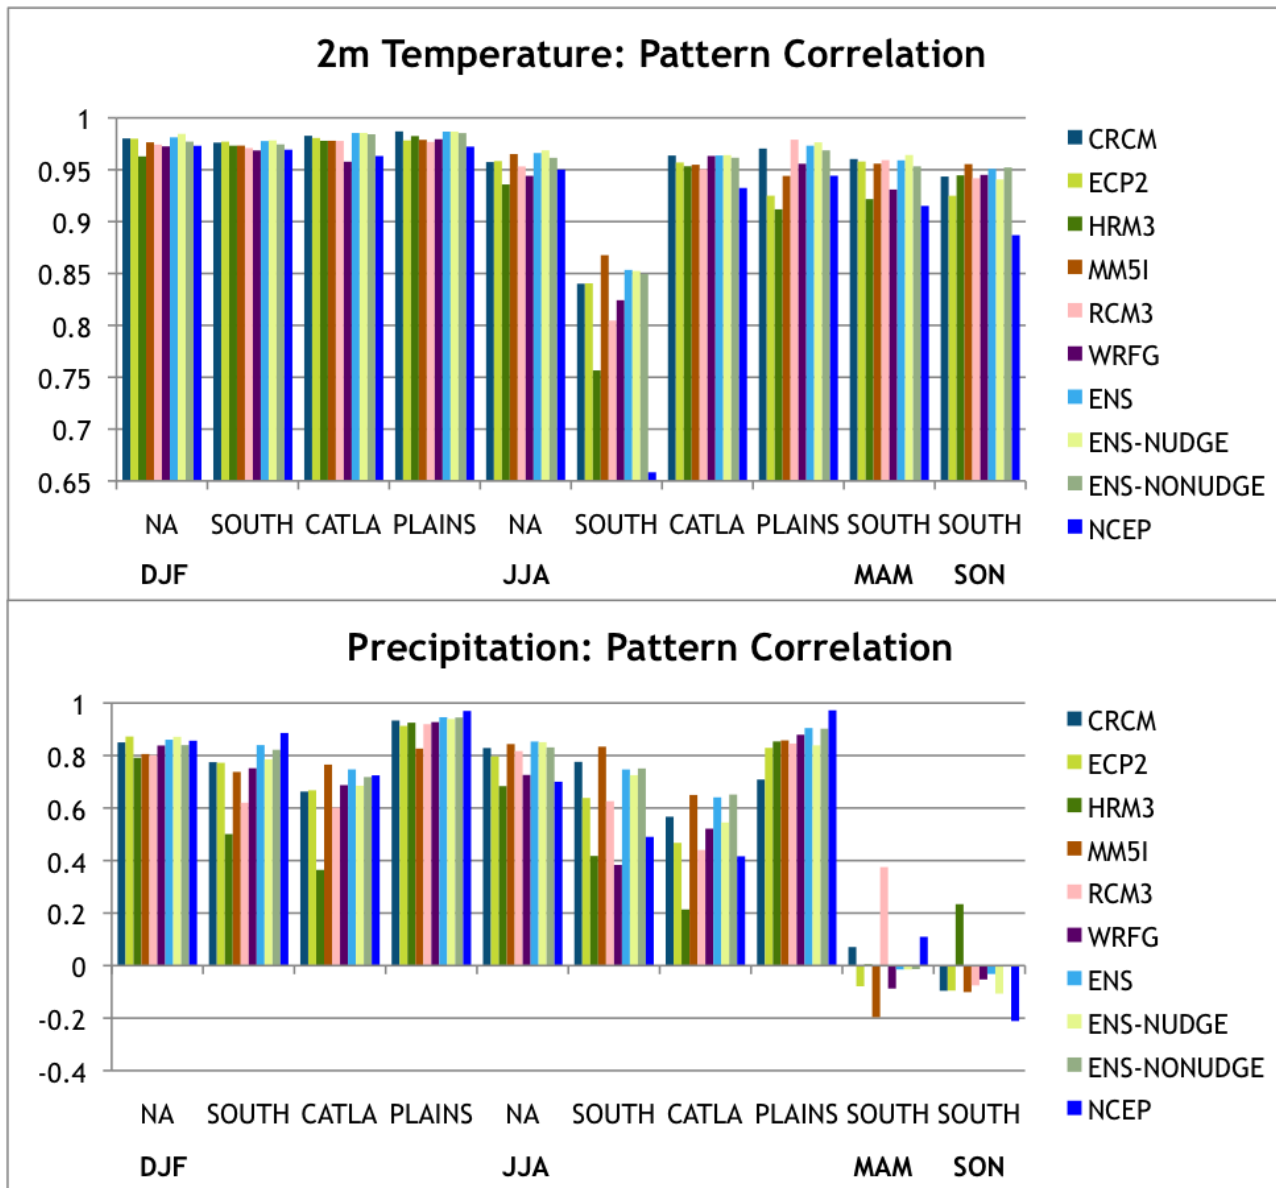 2m Temperature: Pattern Correlation
1
0.95
0.9
0.85
0.8
0.75
0.7
0.65
NA SOUTH CATLA PLAINS NA SOUTH CATLA PLAINS SOUTH SOUTH
DJF JJA MAM SON
CRCM
ECP2
HRM3
MM5I
RCM3
WRFG
ENS
ENS-NUDGE
ENS-NONUDGE
NCEP
Precipitation: Pattern Correlation
1
0.8
0.6
0.4
0.2
0
-0.2
-0.4
NA SOUTH CATLA PLAINS NA SOUTH CATLA PLAINS SOUTH SOUTH
DJF JJA MAM SON
CRCM
ECP2
HRM3
MM5I
RCM3
WRFG
ENS
ENS-NUDGE
ENS-NONUDGE
NCEP